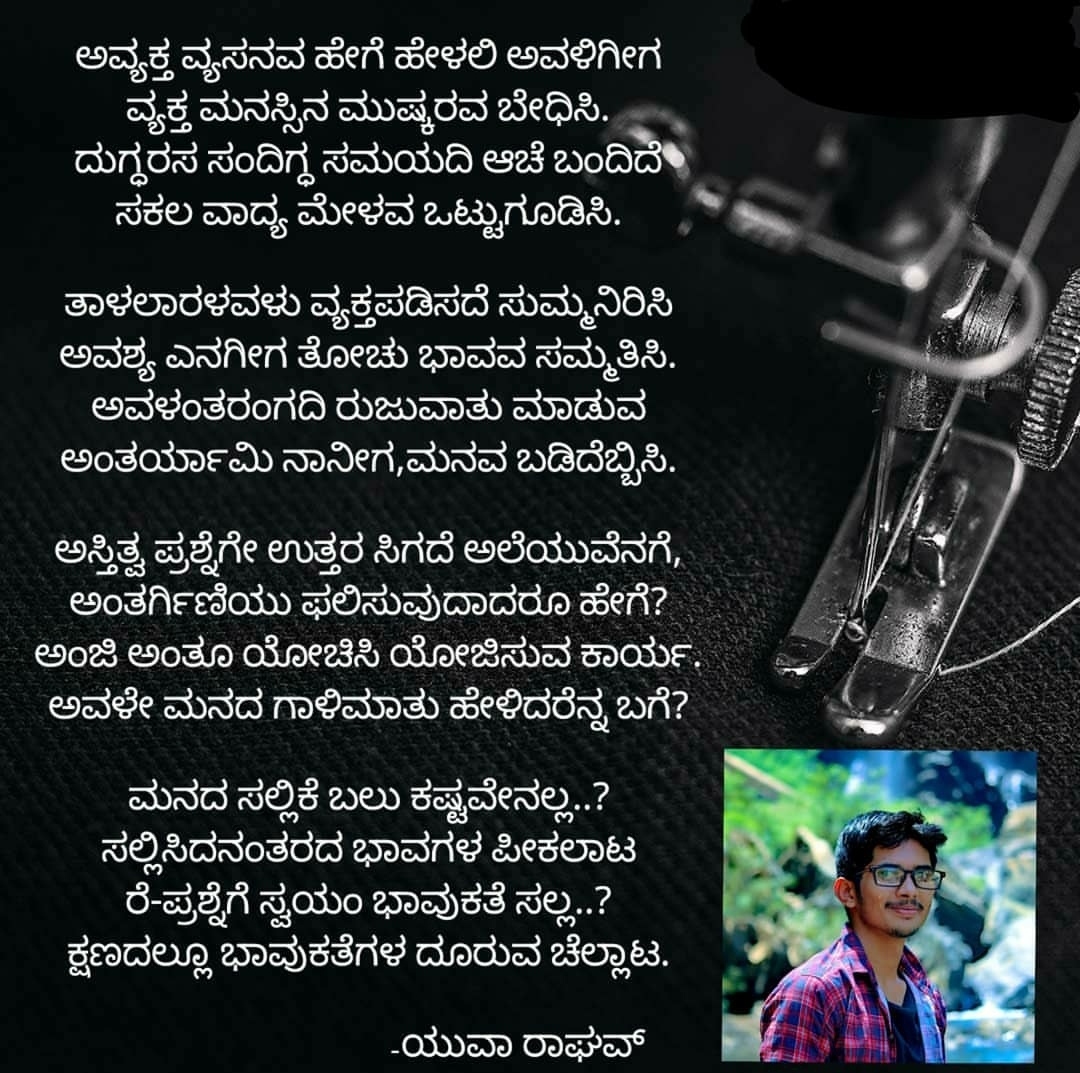 ಅವ್ಯಕ್ತ ವ್ಯಸನವ ಹೇಗೆ ಹೇಳಲಿ ಅವಳಿಗೀಗ
ವ್ಯಕ್ತ ಮನಸ್ಸಿನ ಮುಷ್ಕರವ ಬೇಧಿಸಿ.
ದುಗ್ಧರಸ ಸಂದಿಗ್ಧ ಸಮಯದಿ ಆಚೆ ಬಂದಿದೆ
ಸಕಲ ವಾದ್ಯ ಮೇಳವ ಒಟ್ಟುಗೂಡಿಸಿ.
ತಾಳಲಾರಳವಳು ವ್ಯಕ್ತಪಡಿಸದೆ ಸುಮ್ಮನಿರಿಸಿ
ಅವಶ್ಯ ಎನಗೀಗ ತೋಚು ಭಾವವ ಸಮ್ಮತಿಸಿ.
ಅವಳಂತರಂಗದಿ ರುಜುವಾತು ಮಾಡುವ
ಅಂತರ್ಯಾಮಿ ನಾನೀಗ,ಮನವ ಬಡಿದೆಬ್ಬಿಸಿ.
ಅಸ್ತಿತ್ವ ಪ್ರಶ್ನೆಗೇ ಉತ್ತರ ಸಿಗದೆ ಅಲೆಯುವೆನಗೆ,
ಅಂತರ್ಗಿಣಿಯು ಫಲಿಸುವುದಾದರೂ ಹೇಗೆ?
ಅಂಜಿ ಅಂತೂ ಯೋಚಿಸಿ ಯೋಜಿಸುವ ಕಾರ್ಯ.
ಅವಳೇ ಮನದ ಗಾಳಿಮಾತು ಹೇಳಿದರೆನ್ನ ಬಗೆ?
ಮನದ ಸಲ್ಲಿಕೆ ಬಲು ಕಷ್ಟವೇನಲ್ಲ..?
ಸಲ್ಲಿಸಿದನಂತರದ ಭಾವಗಳ ಪೀಕಲಾಟ
ರೆ-ಪ್ರಶ್ನೆಗೆ ಸ್ವಯಂ ಭಾವುಕತೆ ಸಲ್ಲ..?
ಕ್ಷಣದಲ್ಲೂ ಭಾವುಕತೆಗಳ ದೂರುವ ಚೆಲ್ಲಾಟ.
-ಯುವಾ ರಾಘವ್